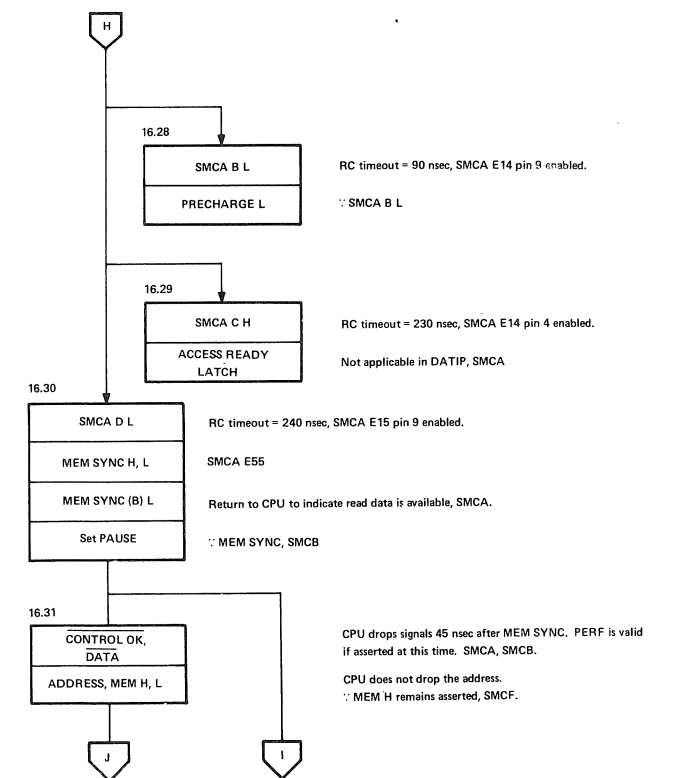 H
16.28
SMCA B L
RC timeout = 90 nsec, SMCA E14 pin 9 enabled.
PRECHARGE L
∵ SMCA B L
16.29
SMCA C H
RC timeout = 230 nsec, SMCA E14 pin 4 enabled.
ACCESS READY
LATCH
Not applicable in DATIP, SMCA
16.30
SMCA D L
RC timeout = 240 nsec, SMCA E15 pin 9 enabled.
MEM SYNC H, L
SMCA E55
MEM SYNC (B) L
Return to CPU to indicate read data is available, SMCA.
Set PAUSE
∵ MEM SYNC, SMCB
16.31
CONTROL OK,
DATA
CPU drops signals 45 nsec after MEM SYNC. PERF is valid
if asserted at this time. SMCA, SMCB.
ADDRESS, MEM H, L
CPU does not drop the address.
∵ MEM H remains asserted, SMCF.
J
I